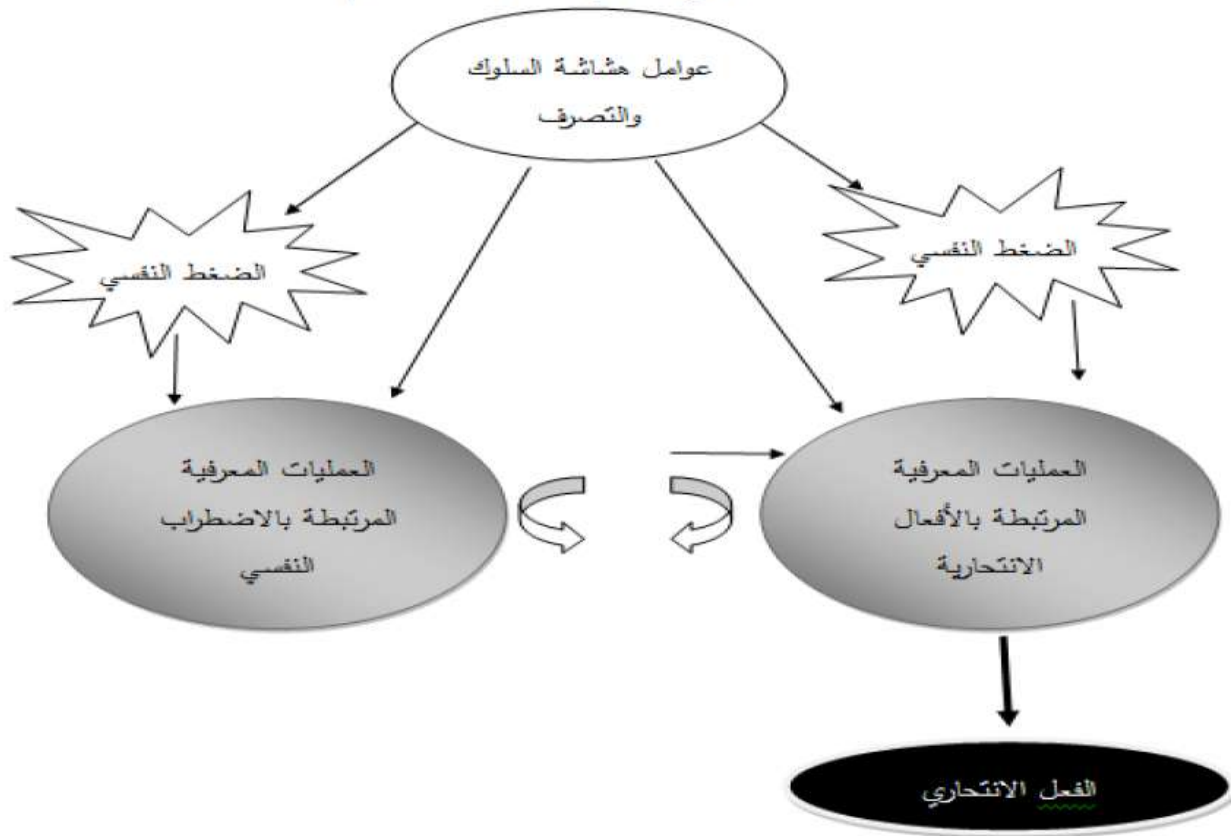 عوامل هشاشة السلوك
والتصرف
الضغط النفسي
الضغط النفسي
العمليات المعرفية
المرتبطة بالأفعال
الانتحارية
العمليات المعرفية
المرتبطة بالاضطراب
النفسي
الفعل الانتحاري